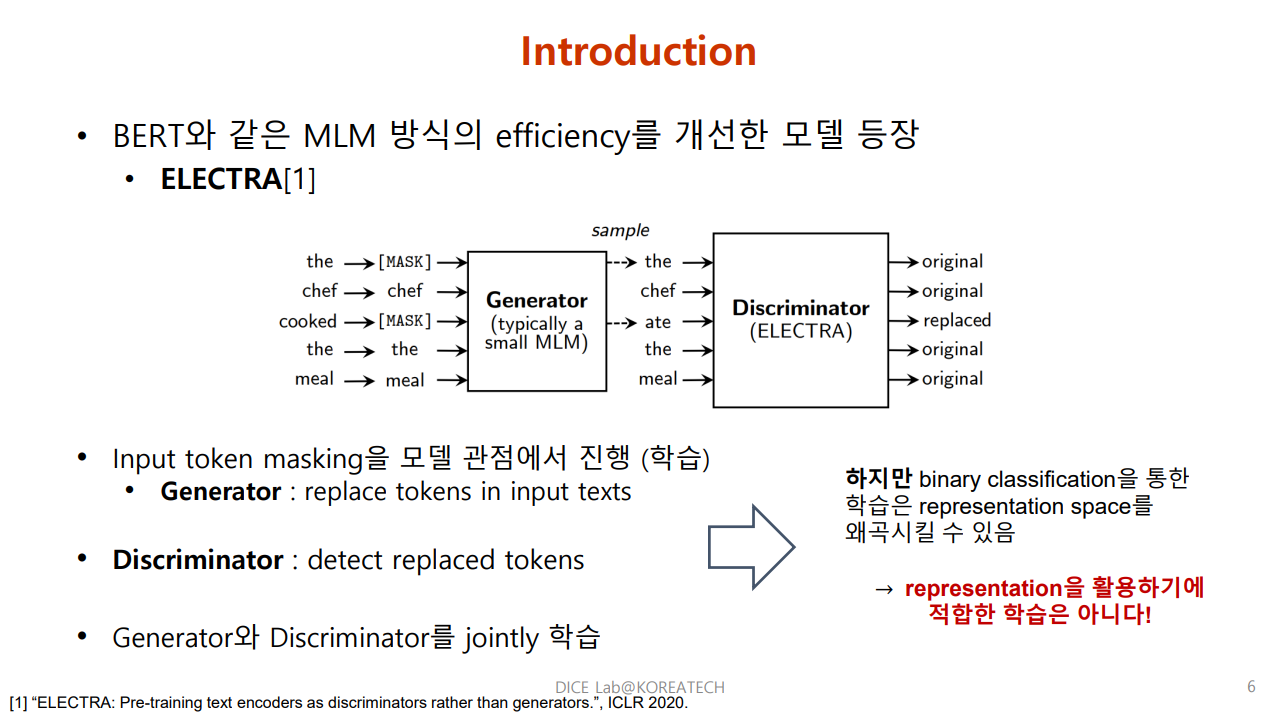 Introduction
• BERT와 같은 MLM 방식의 efficiency를 개선한 모델 등장
• ELECTRA[1]
sample
the [MASK] the original
chef chef chef original
cooked [MASK] ate replaced
the the the original
meal meal meal original
Generator
(typically a
small MLM)
Discriminator
(ELECTRA)
• Input token masking을 모델 관점에서 진행 (학습)
• Generator : replace tokens in input texts
• Discriminator : detect replaced tokens
• Generator와 Discriminator를 jointly 학습
하지만 binary classification을 통한
학습은 representation space를
왜곡시킬 수 있음
→ representation을 활용하기에
적합한 학습은 아니다!
DICE Lab@KOREATECH
6
[1] “ELECTRA: Pre-training text encoders as discriminators rather than generators.”, ICLR 2020.